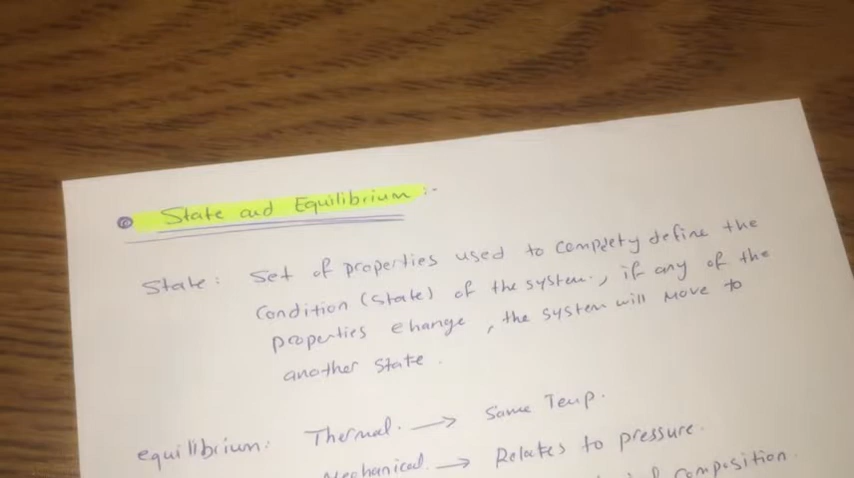 State and Equilibrium :-
State: Set of properties used to complety define the
Condition (State) of the system., if any of the
properties change, the system will move to
another state.
equilibrium: Thermal. → Same Temp.
Mechanical. → Relates to pressure.
composition.